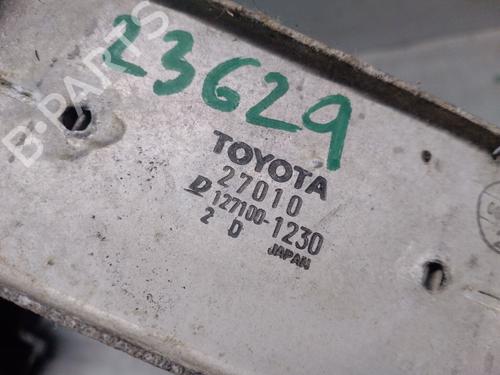 23629
TOYOTA
27010
D 127100-1230
2 D
JAPAN
B-PARTS